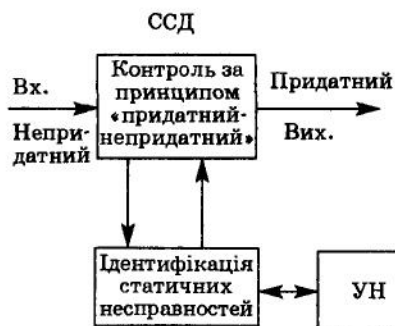 ССД
Вх.
Непри-
датний
Контроль за
принципом
«придатний-
непридатний»
Придатний
Вих.
Ідентифікація
статичних
несправностей
УН